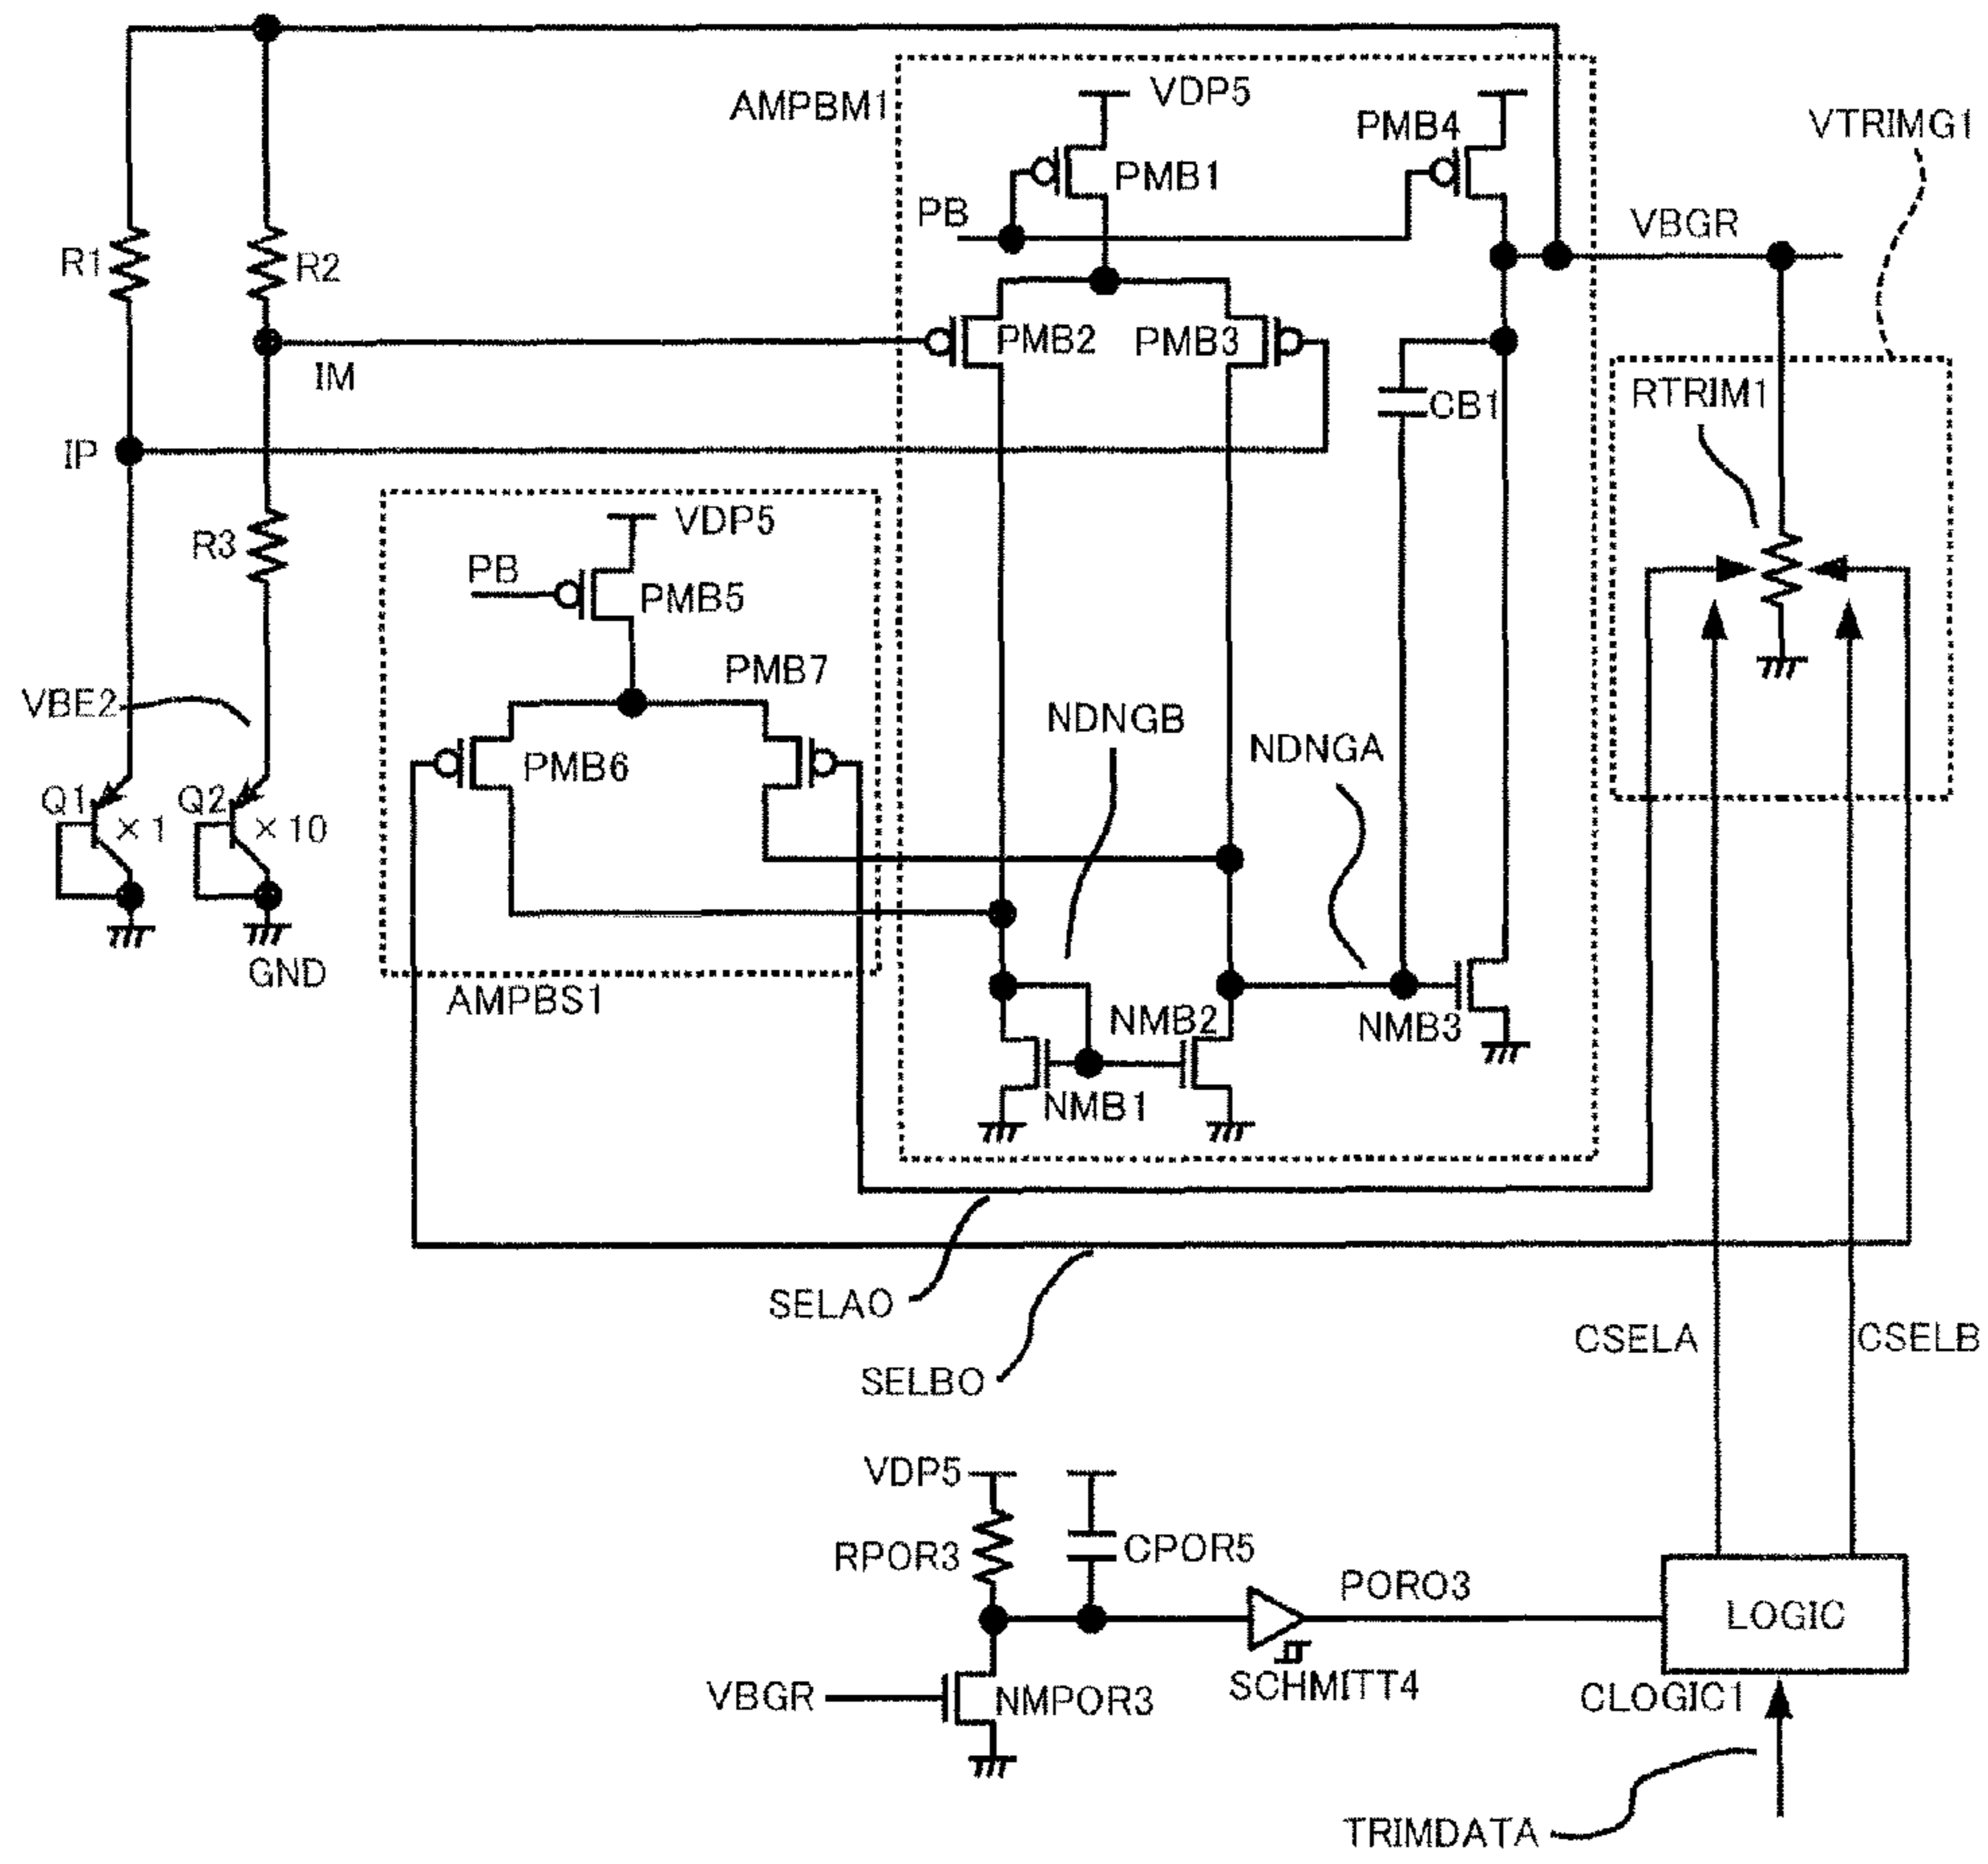 AMPBM1
VDP5
PMB4
VTRIMG1
PMB1
PB
VBGR
R1
R2
PMB2
PMB3
IM
RTRIM1
CB1
IP
VDP5
R3
PB
PMB5
PMB7
VBE2
NDNGB
NDNGA
PMB6
Q1
×1
Q2
×10
GND
AMPBS1
NMB2
NMB3
NMB1
SELAO
SELBO
CSELA
CSELB
VDP5
RPOR3
CPOR5
PORO3
LOGIC
SCHMITT4
VBGR
NMPOR3
CLOGIC1
TRIMDATA